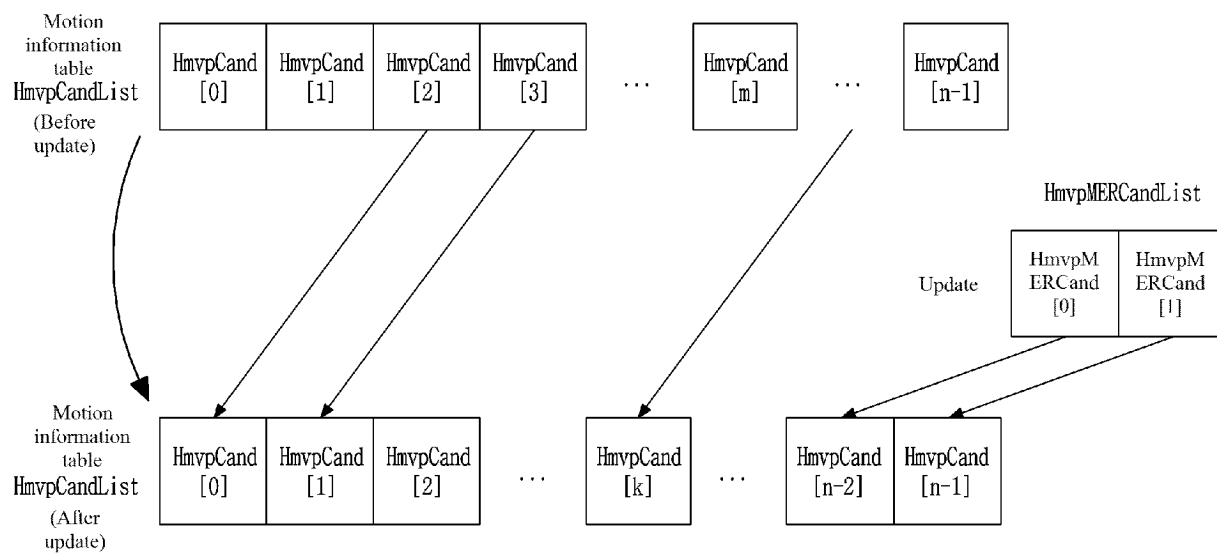 Motion
information
table
HmvpCandList
(Before
update)
HmvpCand
[0]
HmvpCand
[1]
HmvpCand
[2]
HmvpCand
[3]
...
HmvpCand
[m]
...
HmvpCand
[n-1]
HmvpMERCandList
Update
HmvpM
ERCand
[0]
HmvpM
ERCand
[1]
Motion
information
table
HmvpCandList
(After
update)
HmvpCand
[0]
HmvpCand
[1]
HmvpCand
[2]
...
HmvpCand
[k]
...
HmvpCand
[n-2]
HmvpCand
[n-1]